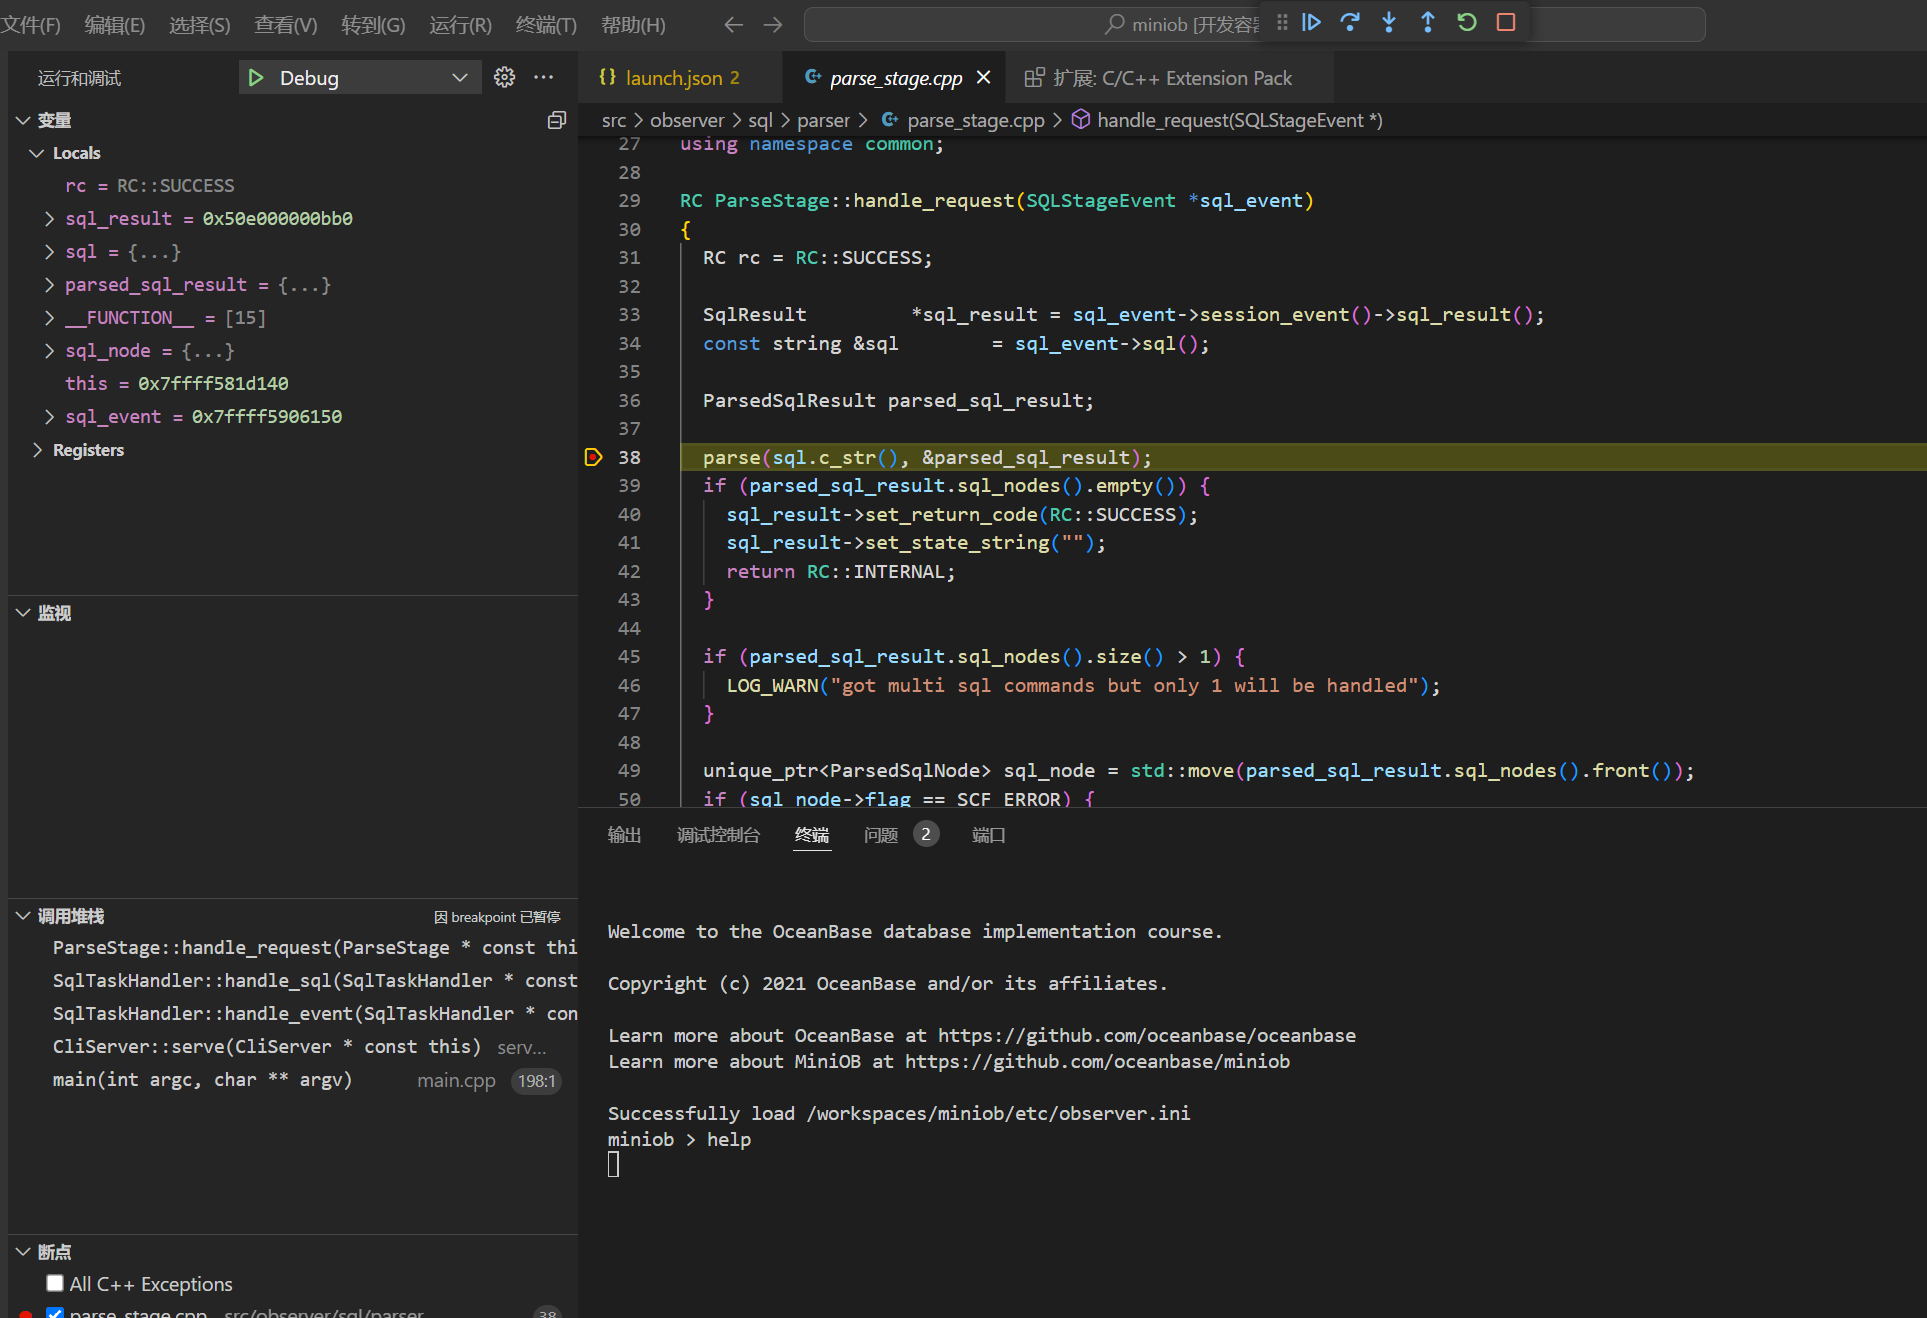 文件(F) 编辑(E) 选择(S) 查看(V) 转到(G) 运行(R) 终端(T) 帮助(H)
miniob [开发容
运行和调试
Debug
变量
Locals
rc = RC::SUCCESS
sql_result = 0x50e000000bb0
sql = {...}
parsed_sql_result = {...}
__FUNCTION__ = [15]
sql_node = {...}
this = 0x7ffff581d140
sql_event = 0x7ffff5906150
Registers
监视
调用堆栈 因 breakpoint 已暂停
ParseStage::handle_request(ParseStage * const thi
SqlTaskHandler::handle_sql(SqlTaskHandler * const
SqlTaskHandler::handle_event(SqlTaskHandler * con
CliServer::serve(CliServer * const this) serv...
main(int argc, char ** argv) main.cpp 198:1
断点
All C++ Exceptions
parse_stage.cpp src/observer/sql/parser 38
launch.json 2
parse_stage.cpp
扩展: C/C++ Extension Pack
src > observer > sql > parser > parse_stage.cpp > handle_request(SQLStageEvent *)
27 using namespace common;
28
29 RC ParseStage::handle_request(SQLStageEvent *sql_event)
30 {
31 RC rc = RC::SUCCESS;
32
33 SqlResult *sql_result = sql_event->session_event()->sql_result();
34 const string &sql = sql_event->sql();
35
36 ParsedSqlResult parsed_sql_result;
37
38 parse(sql.c_str(), &parsed_sql_result);
39 if (parsed_sql_result.sql_nodes().empty()) {
40 sql_result->set_return_code(RC::SUCCESS);
41 sql_result->set_state_string("");
42 return RC::INTERNAL;
43 }
44
45 if (parsed_sql_result.sql_nodes().size() > 1) {
46 LOG_WARN("got multi sql commands but only 1 will be handled");
47 }
48
49 unique_ptr<ParsedSqlNode> sql_node = std::move(parsed_sql_result.sql_nodes().front());
50 if (sql_node->flag == SCF_ERROR) {
输出 调试控制台 终端 问题 2 端口
Welcome to the OceanBase database implementation course.
Copyright (c) 2021 OceanBase and/or its affiliates.
Learn more about OceanBase at https://github.com/oceanbase/oceanbase
Learn more about MiniOB at https://github.com/oceanbase/miniob
Successfully load /workspaces/miniob/etc/observer.ini
miniob > help